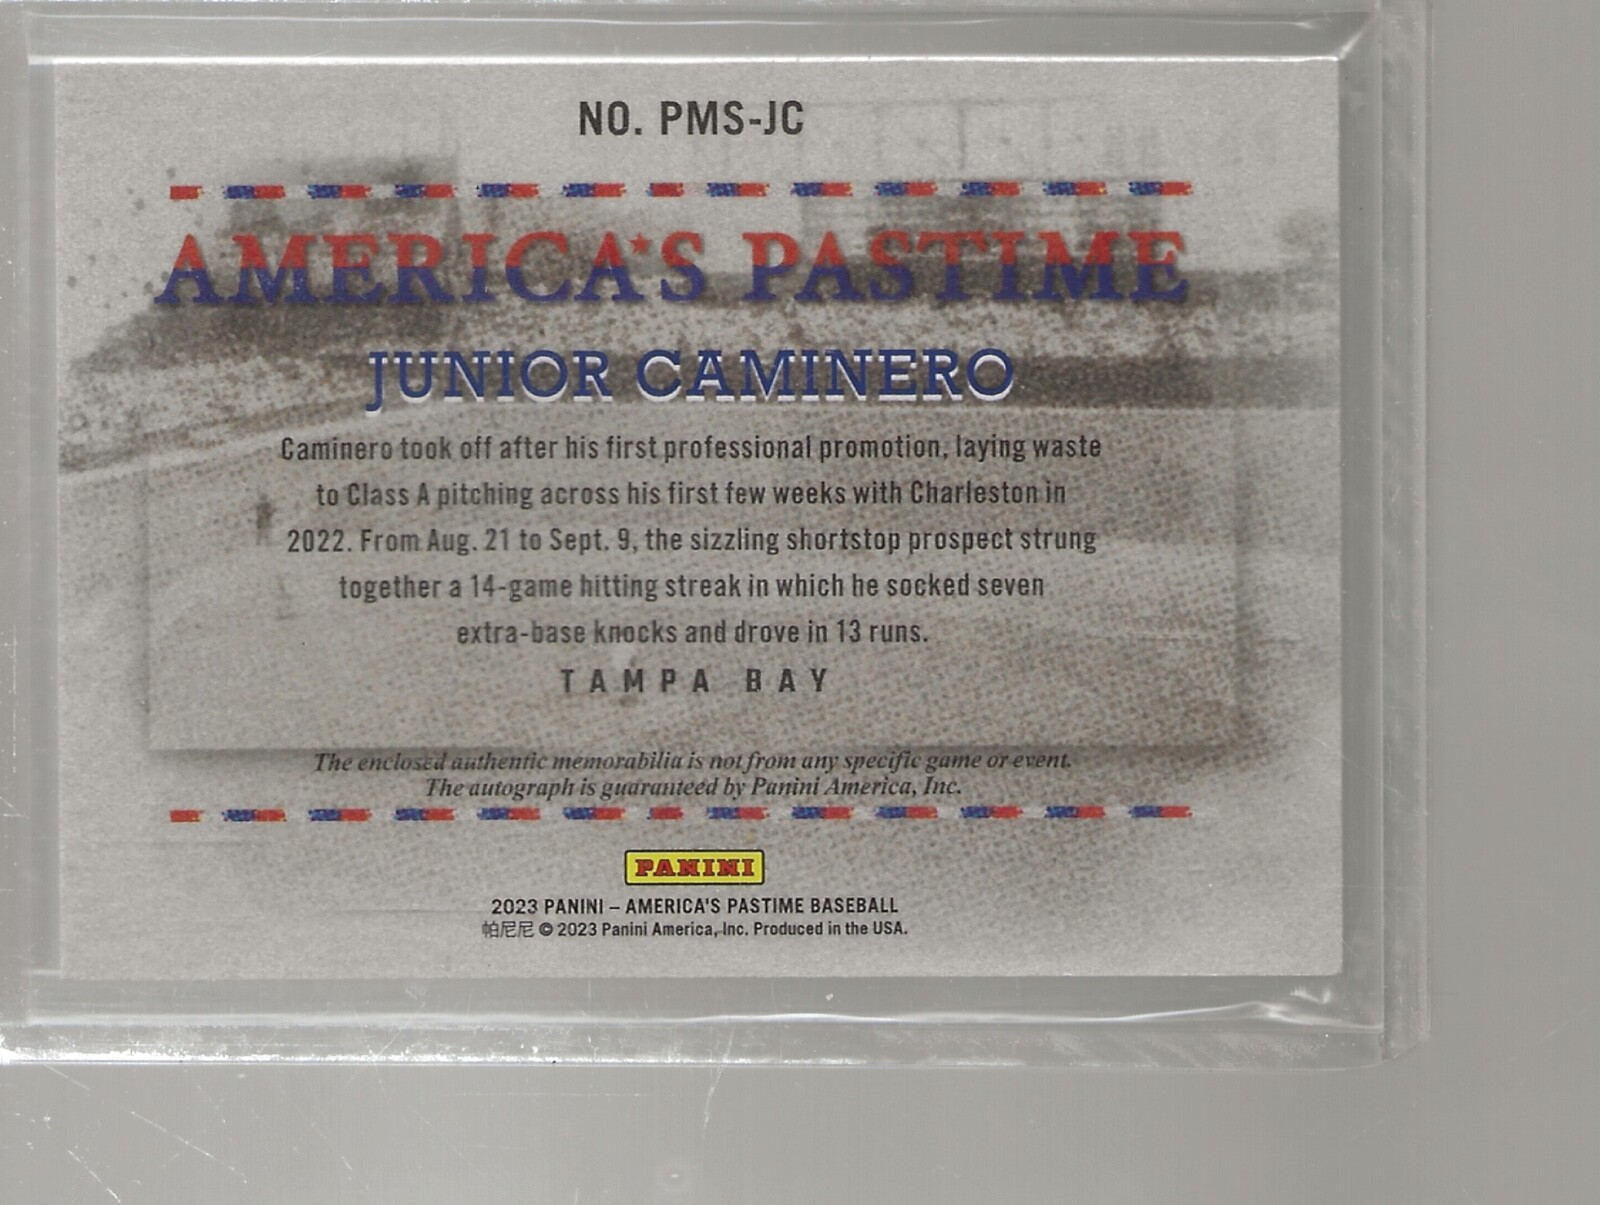 NO. PMS-JC
AMERICA'S PASTIME
JUNIOR CAMINERO
Caminero took off after his first professional promotion, laying waste
to Class A pitching across his first few weeks with Charleston in
2022. From Aug. 21 to Sept. 9, the sizzling shortstop prospect strung
together a 14-game hitting streak in which he socked seven
extra-base knocks and drove in 13 runs.
TAMPA BAY
The enclosed authentic memorabilia is not from any specific game or event.
The autograph is guaranteed by Panini America, Inc.
PANINI
2023 PANINI – AMERICA'S PASTIME BASEBALL
帕尼尼 © 2023 Panini America, Inc. Produced in the USA.